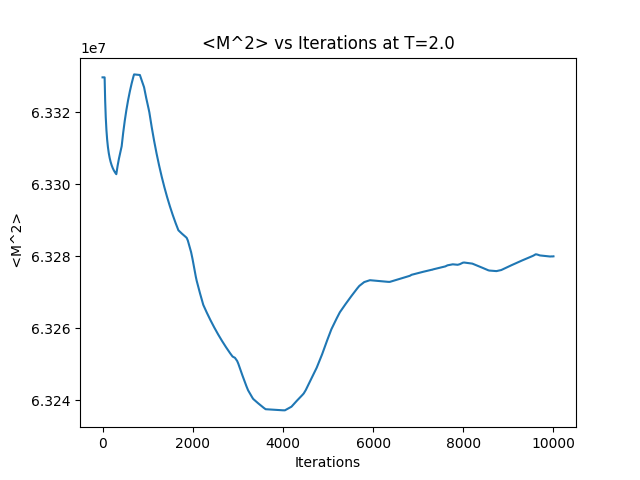 <M^2> vs Iterations at T=2.0
1e7
6.332
6.330
6.328
6.326
6.324
<M^2>
0 2000 4000 6000 8000 10000
Iterations